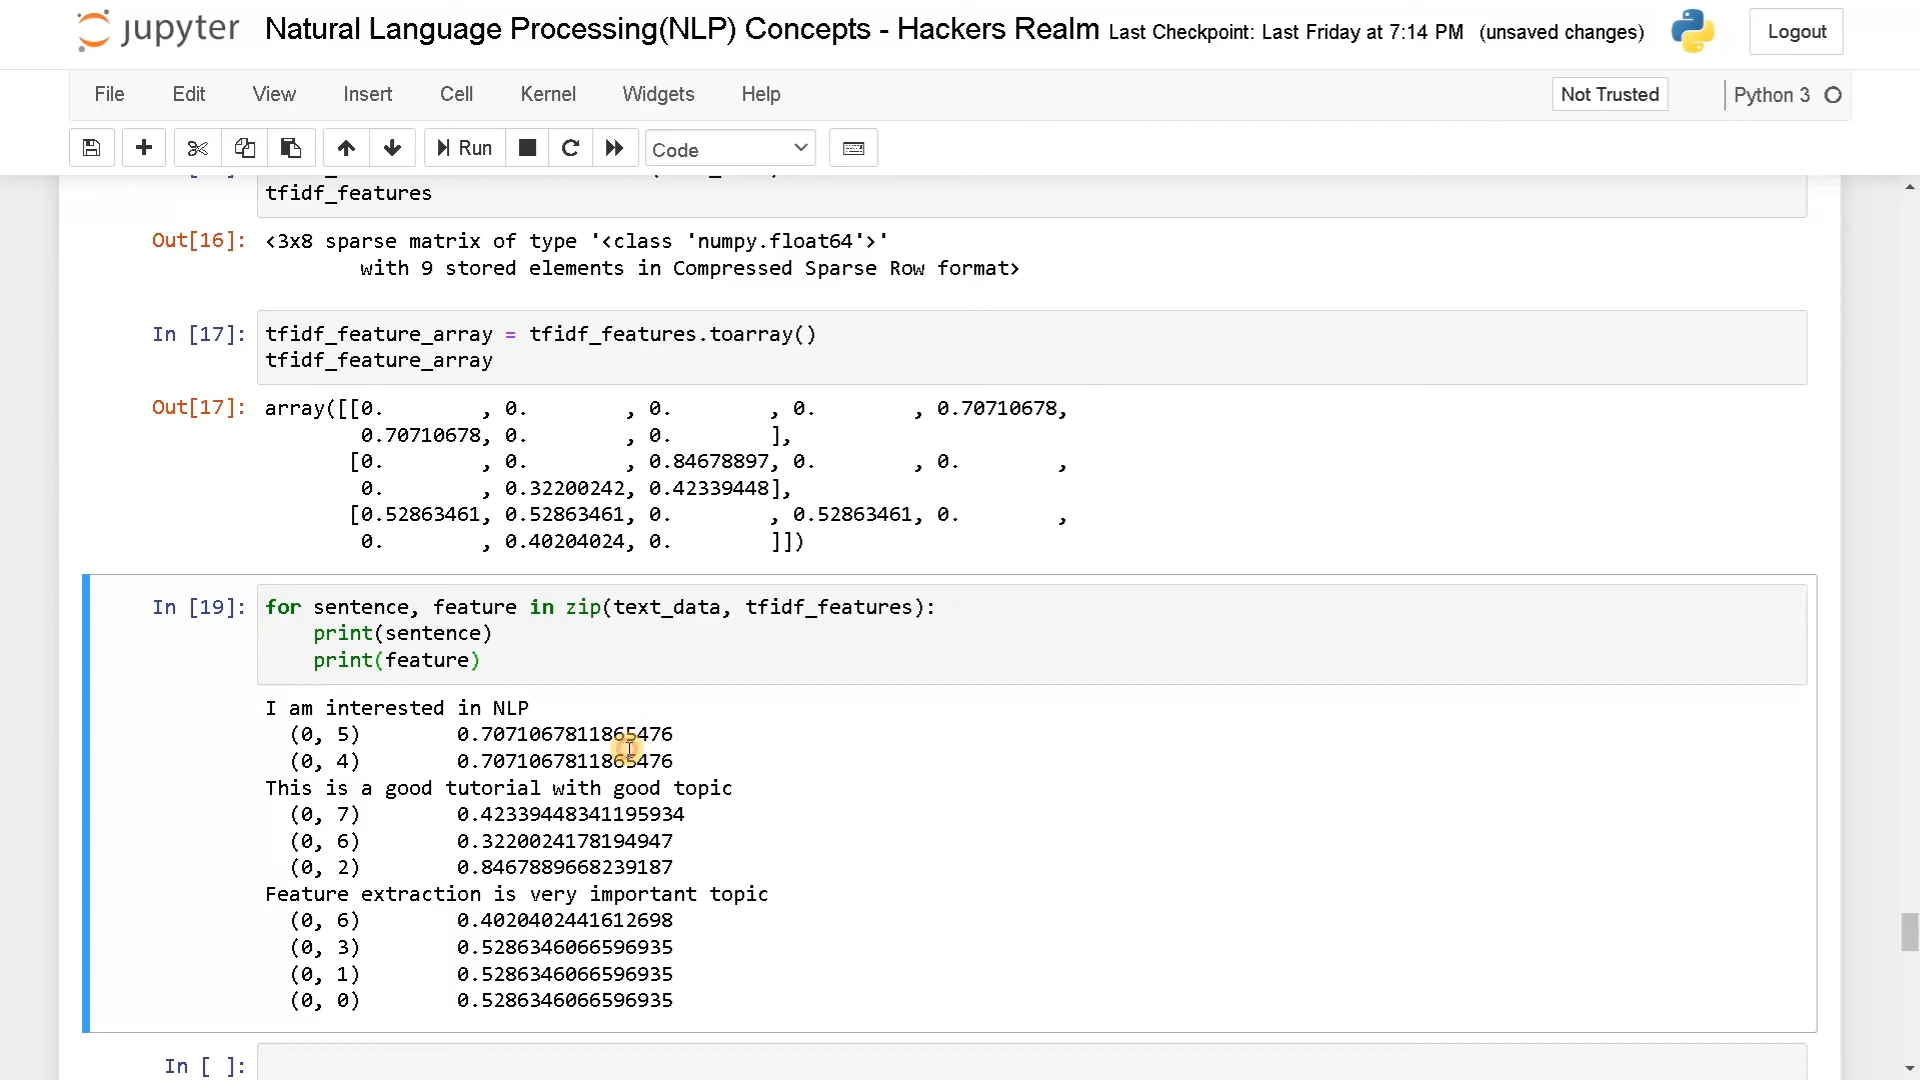 jupyter Natural Language Processing(NLP) Concepts - Hackers Realm Last Checkpoint: Last Friday at 7:14 PM (unsaved changes) Logout
File Edit View Insert Cell Kernel Widgets Help Not Trusted Python 3
Run Code
tfidf_features
Out[16]: <3x8 sparse matrix of type '<class 'numpy.float64'>'
with 9 stored elements in Compressed Sparse Row format>
In [17]: tfidf_feature_array = tfidf_features.toarray()
tfidf_feature_array
Out[17]: array([[0. , 0. , 0. , 0. , 0.70710678,
0.70710678, 0. , 0. ],
[0. , 0. , 0.84678897, 0. , 0. ,
0. , 0.32200242, 0.42339448],
[0.52863461, 0.52863461, 0. , 0.52863461, 0. ,
0. , 0.40204024, 0. ]])
In [19]: for sentence, feature in zip(text_data, tfidf_features):
print(sentence)
print(feature)
I am interested in NLP
(0, 5) 0.7071067811865476
(0, 4) 0.7071067811865476
This is a good tutorial with good topic
(0, 7) 0.42339448341195934
(0, 6) 0.3220024178194947
(0, 2) 0.8467889668239187
Feature extraction is very important topic
(0, 6) 0.4020402441612698
(0, 3) 0.5286346066596935
(0, 1) 0.5286346066596935
(0, 0) 0.5286346066596935
In [ ]: